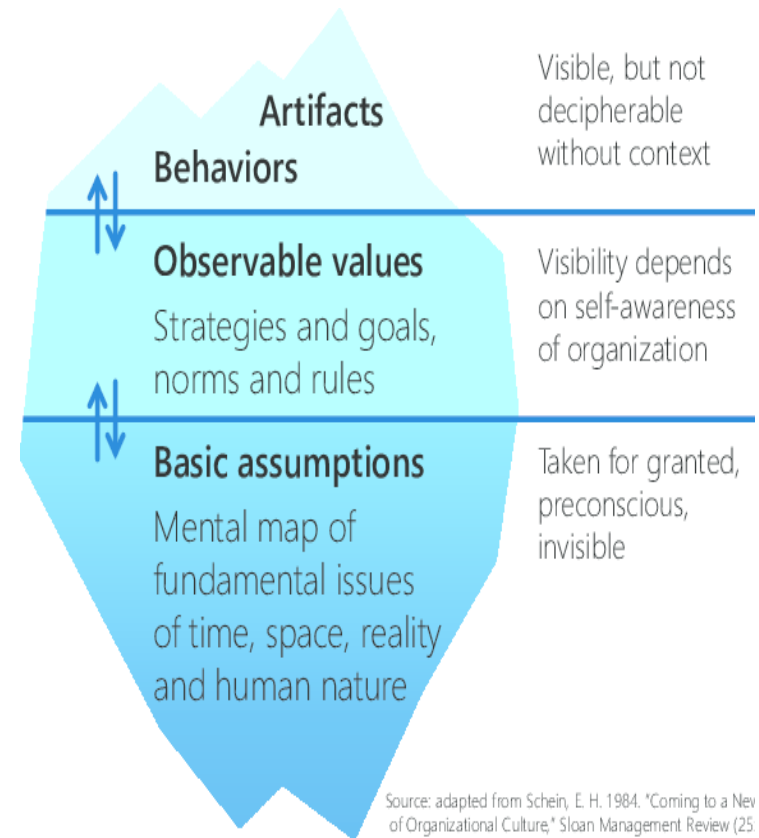 Artifacts
Behaviors
Visible, but not
decipherable
without context
Observable values
Strategies and goals,
norms and rules
Visibility depends
on self-awareness
of organization
Basic assumptions
Mental map of
fundamental issues
of time, space, reality
and human nature
Taken for granted,
preconscious,
invisible
Source: adapted from Schein, E. H. 1984. "Coming to a New
of Organizational Culture," Sloan Management Review (25